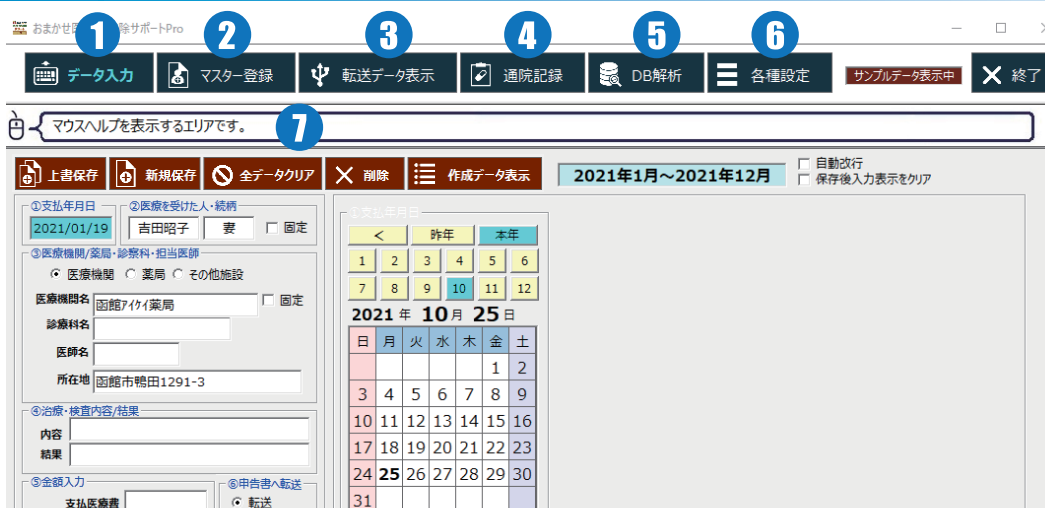 おまかせ医 除サポートPro
1 2 3 4 5 6
データ入力 マスター登録 転送データ表示 通院記録 DB解析 各種設定 サンプルデータ表示中 終了
マウスヘルプを表示するエリアです。 7
上書保存 新規保存 全データクリア 削除 作成データ表示 2021年1月～2021年12月 自動改行
保存後入力表示をクリア
①支払年月日 ②医療を受けた人・続柄
2021/01/19 吉田昭子 妻 固定
③医療機関/薬局・診察科・担当医師
医療機関 薬局 その他施設
医療機関名 函館アイケイ薬局 固定
診療科名
医師名
所在地 函館市鴨田1291-3
④治療・検査内容/結果
内容
結果
⑤金額入力 ⑥申告書へ転送
支払医療費 転送
①支払年月日
< 昨年 本年
1 2 3 4 5 6
7 8 9 10 11 12
2021 年 10 月 25 日
日 月 火 水 木 金 土
1 2
3 4 5 6 7 8 9
10 11 12 13 14 15 16
17 18 19 20 21 22 23
24 25 26 27 28 29 30
31